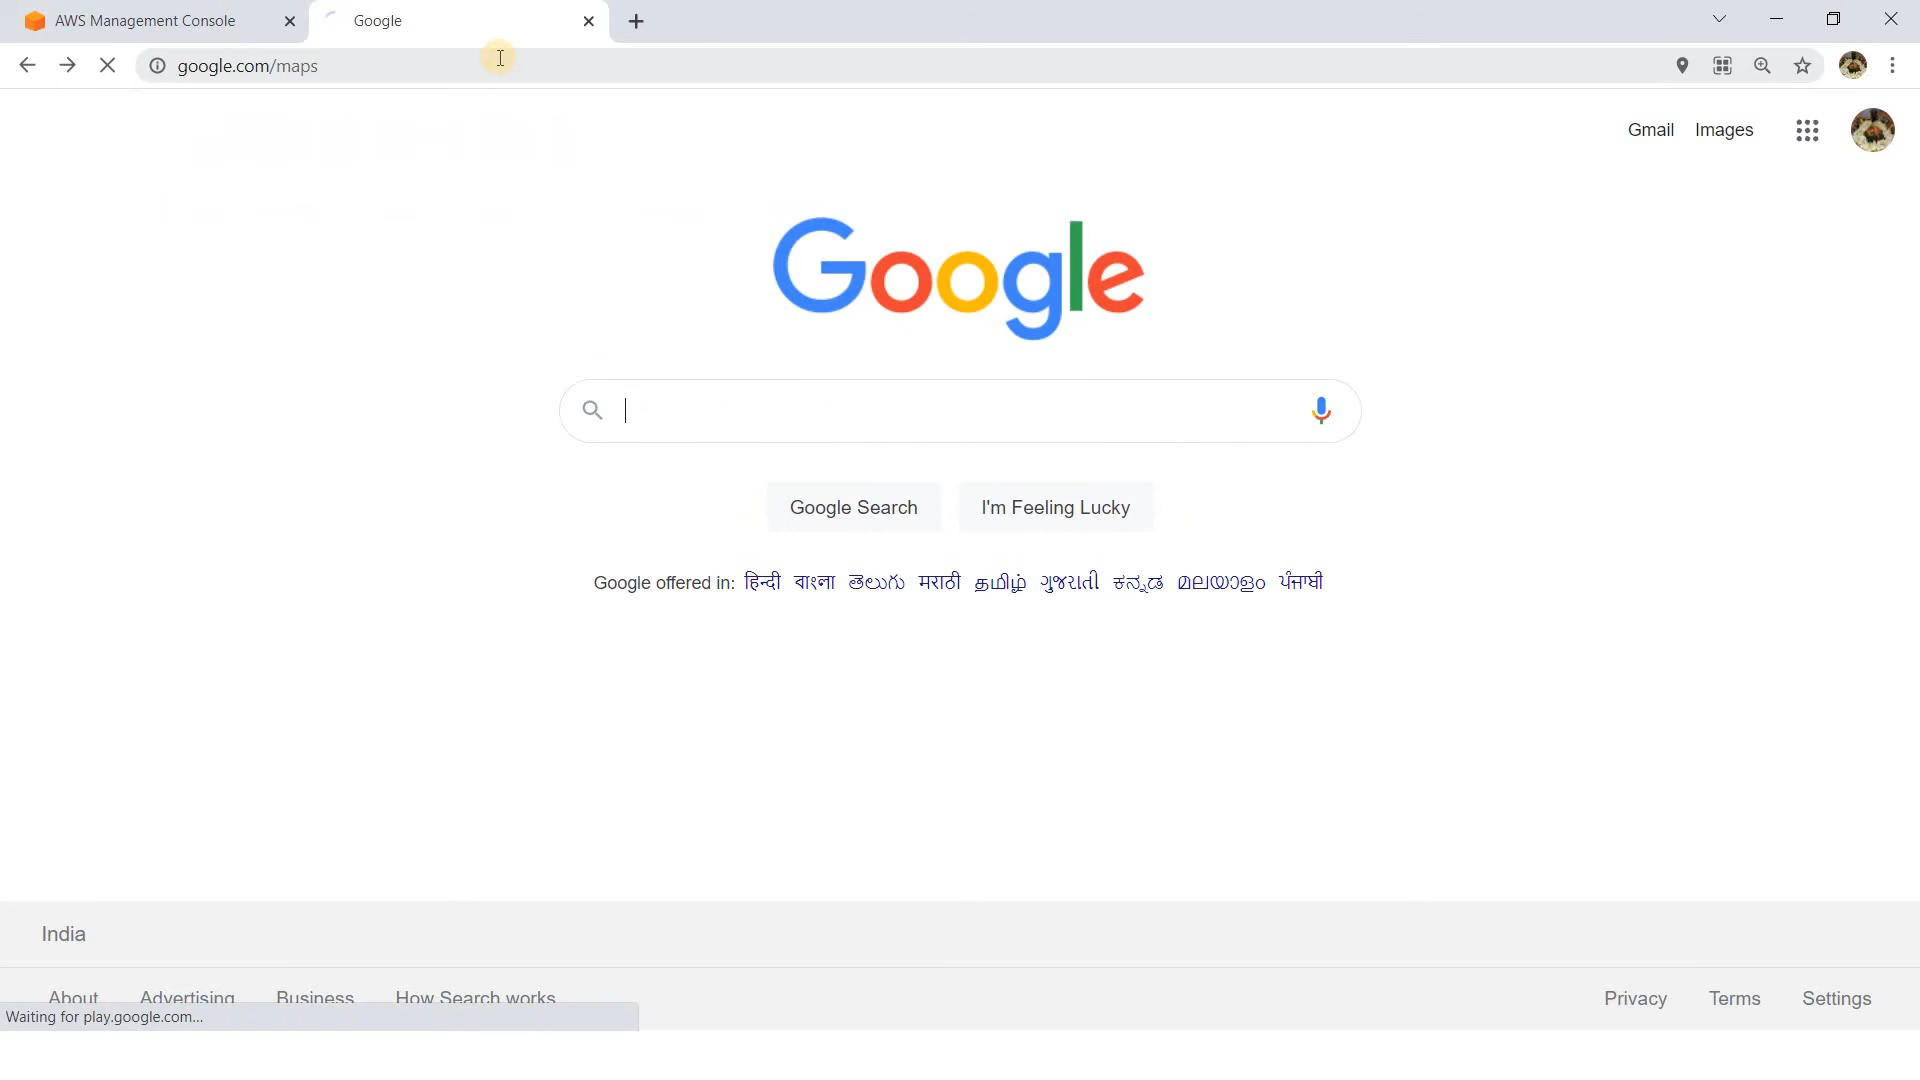 AWS Management Console
Google
google.com/maps
Gmail Images
Google
Google Search I'm Feeling Lucky
Google offered in: हिन्दी বাংলা తెలుగు मराठी தமிழ் ગુજરાતી ಕನ್ನಡ മലയാളം ਪੰਜਾਬੀ
India
About Advertising Business How Search works Privacy Terms Settings
Waiting for play.google.com...